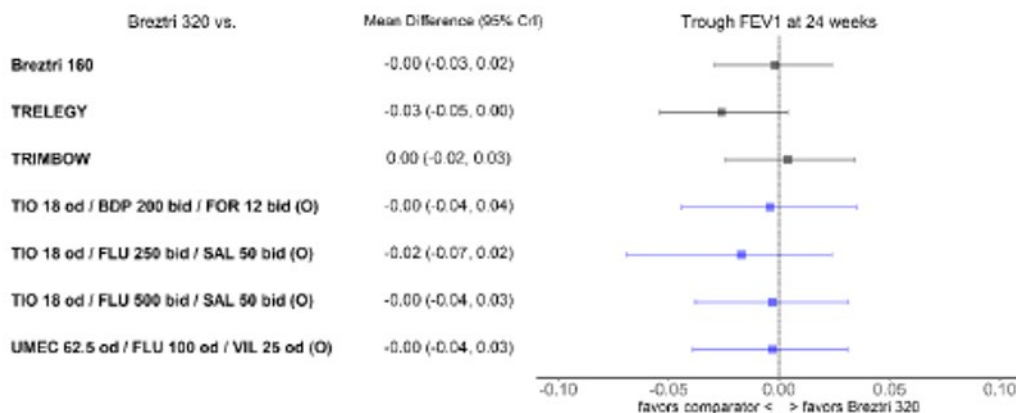 Breztri 320 vs. Mean Difference (95% CrI) Trough FEV1 at 24 weeks
Breztri 160 -0.00 (-0.03, 0.02)
TRELEGY -0.03 (-0.05, 0.00)
TRIMBOW 0.00 (-0.02, 0.03)
TIO 18 od / BDP 200 bid / FOR 12 bid (O) -0.00 (-0.04, 0.04)
TIO 18 od / FLU 250 bid / SAL 50 bid (O) -0.02 (-0.07, 0.02)
TIO 18 od / FLU 500 bid / SAL 50 bid (O) -0.00 (-0.04, 0.03)
UMEC 62.5 od / FLU 100 od / VIL 25 od (O) -0.00 (-0.04, 0.03)
-0.10 -0.05 0.00 0.05 0.10
favors comparator < > favors Breztri 320